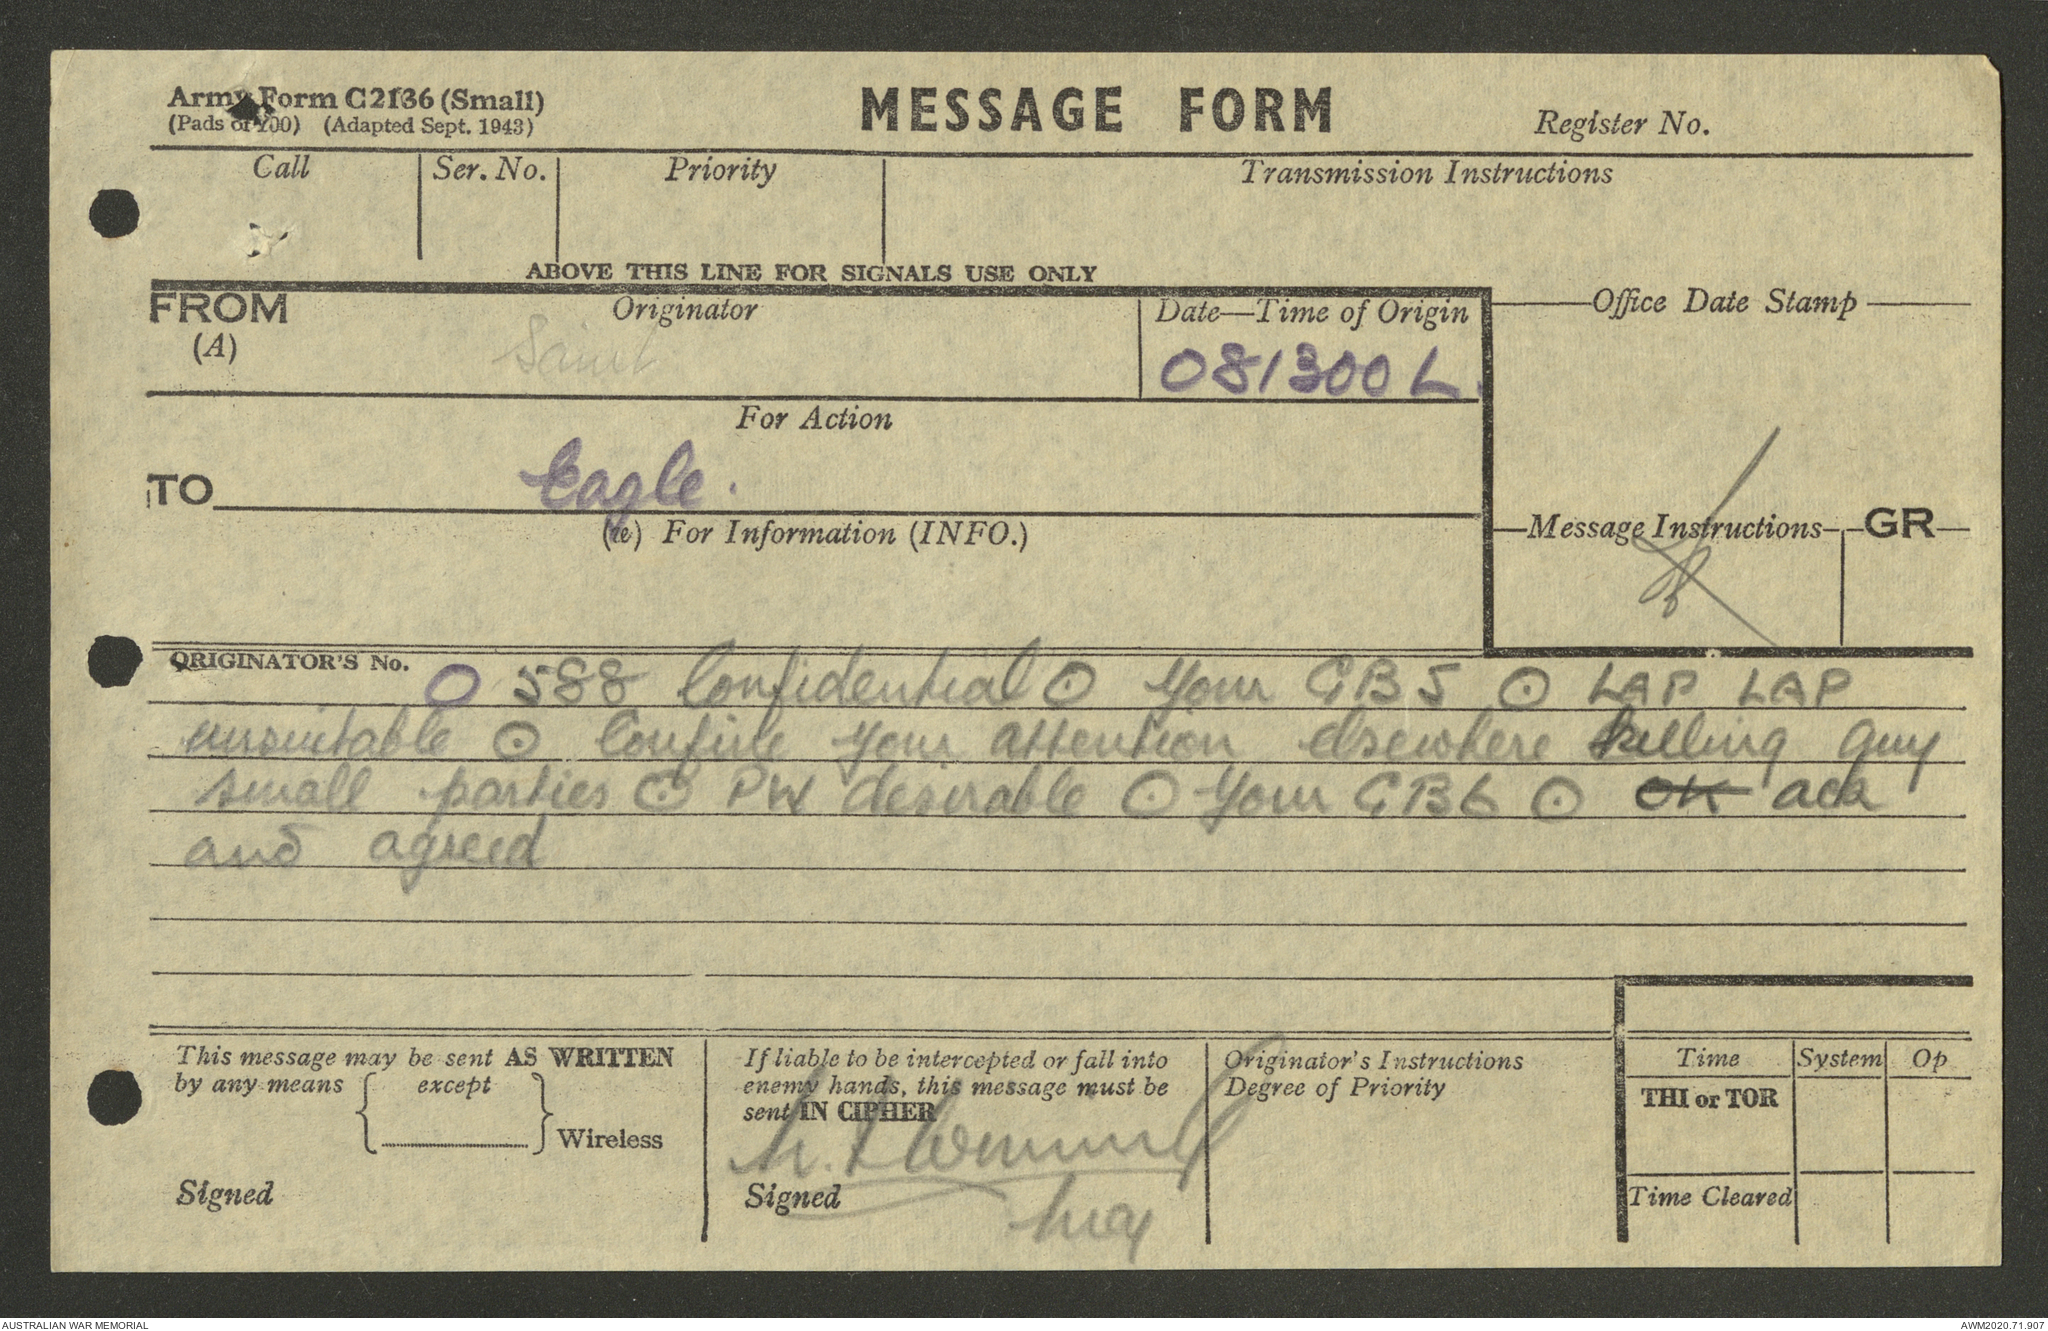 Army Form C2136 (Small)
(Pads of 100) (Adapted Sept. 1943)
MESSAGE FORM
Register No.
Call Ser. No. Priority Transmission Instructions
ABOVE THIS LINE FOR SIGNALS USE ONLY
FROM
(A)
Originator
Date—Time of Origin
Office Date Stamp
081300 L.
For Action
TO
Eagle.
(W) For Information (INFO.)
Message Instructions
GR
ORIGINATOR'S No.
O 588 Confidential ⊙ Your GB5 ⊙ LAP LAP
unsuitable ⊙ Confine your attention elsewhere killing any
small parties ⊙ PW desirable ⊙ Your GB6 ⊙ OK ack
and agreed
This message may be sent AS WRITTEN
by any means except
Wireless
Signed
If liable to be intercepted or fall into
enemy hands, this message must be
sent IN CIPHER
Signed
Maj
Originator's Instructions
Degree of Priority
Time System Op
THI or TOR
Time Cleared
AUSTRALIAN WAR MEMORIAL
AWM2020.71.907